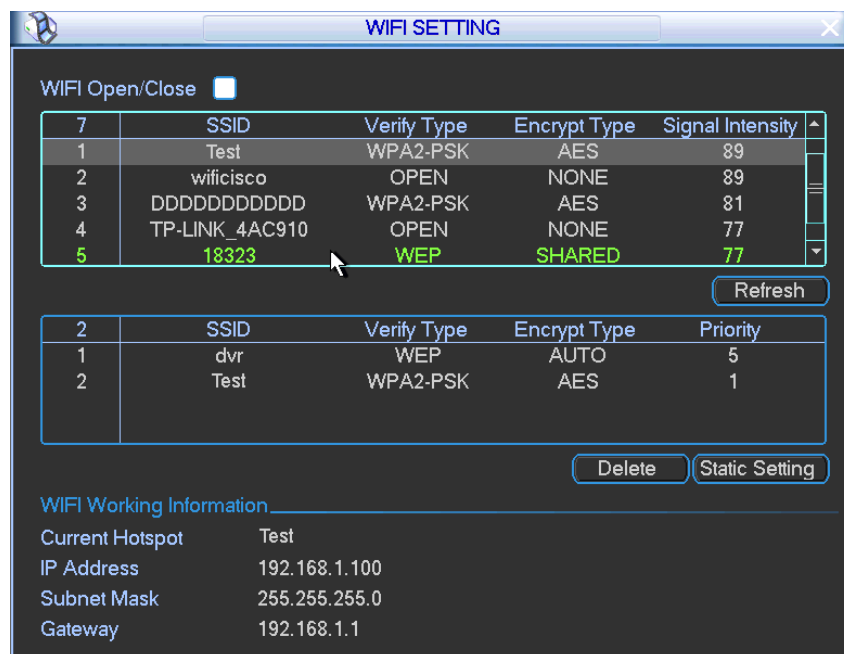 WIFI SETTING
WIFI Open/Close
7 SSID Verify Type Encrypt Type Signal Intensity
1 Test WPA2-PSK AES 89
2 wificisco OPEN NONE 89
3 DDDDDDDDDDD WPA2-PSK AES 81
4 TP-LINK_4AC910 OPEN NONE 77
5 18323 WEP SHARED 77
Refresh
2 SSID Verify Type Encrypt Type Priority
1 dvr WEP AUTO 5
2 Test WPA2-PSK AES 1
Delete Static Setting
WIFI Working Information
Current Hotspot Test
IP Address 192.168.1.100
Subnet Mask 255.255.255.0
Gateway 192.168.1.1